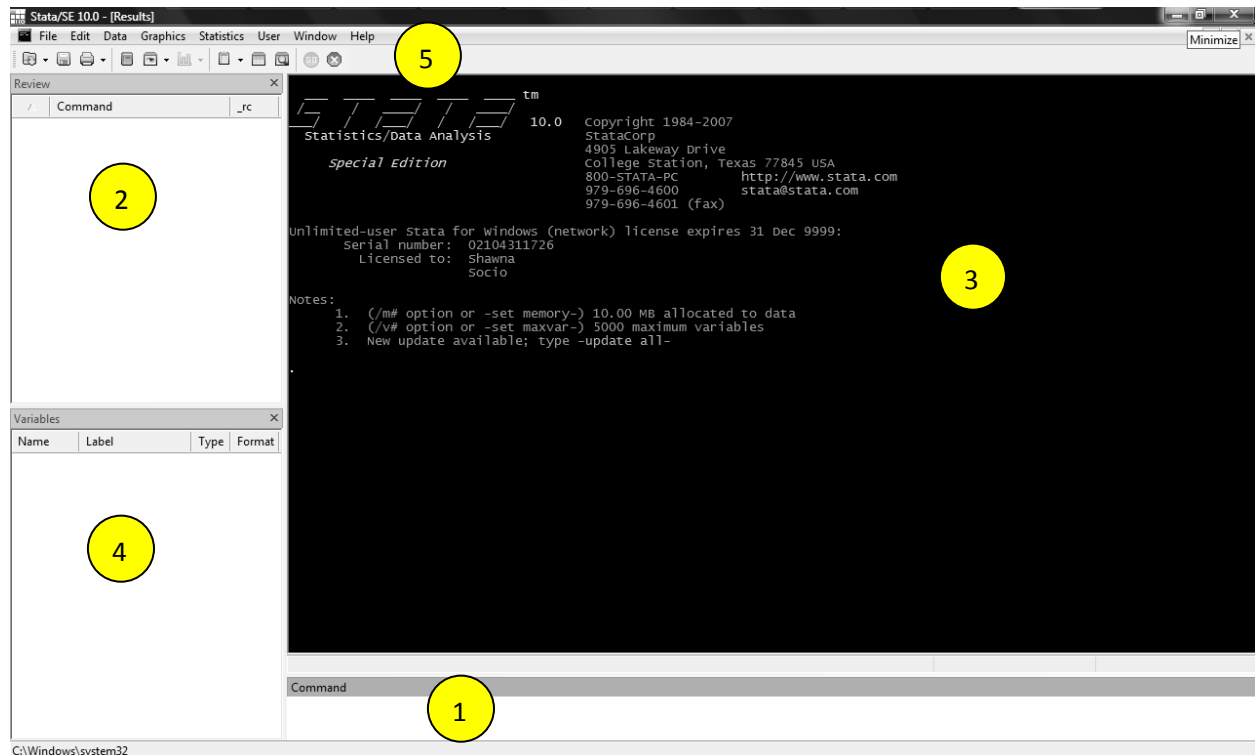 Stata/SE 10.0 - [Results]
File Edit Data Graphics Statistics User Window Help
Minimize
5
Review
Command _rc
2
STATA tm
10.0 Copyright 1984-2007
Statistics/Data Analysis StataCorp
4905 Lakeway Drive
Special Edition College Station, Texas 77845 USA
800-STATA-PC http://www.stata.com
979-696-4600 stata@stata.com
979-696-4601 (fax)
Unlimited-user Stata for Windows (network) license expires 31 Dec 9999:
Serial number: 02104311726
Licensed to: Shawna
Socio
3
Notes:
1. (/m# option or -set memory-) 10.00 MB allocated to data
2. (/v# option or -set maxvar-) 5000 maximum variables
3. New update available; type -update all-
.
Variables
Name Label Type Format
4
Command
1
C:\Windows\system32